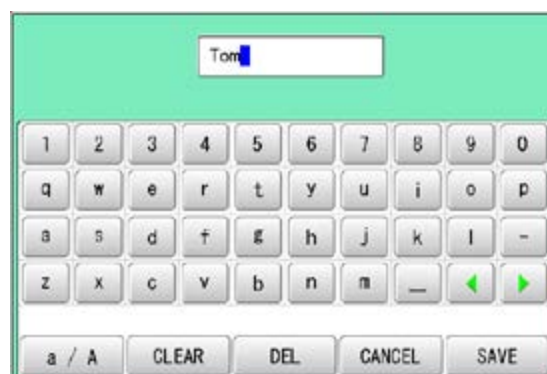 Tom
1 2 3 4 5 6 7 8 9 0
q w e r t y u i o p
a s d f g h j k l -
z x c v b n m _
a / A CLEAR DEL CANCEL SAVE